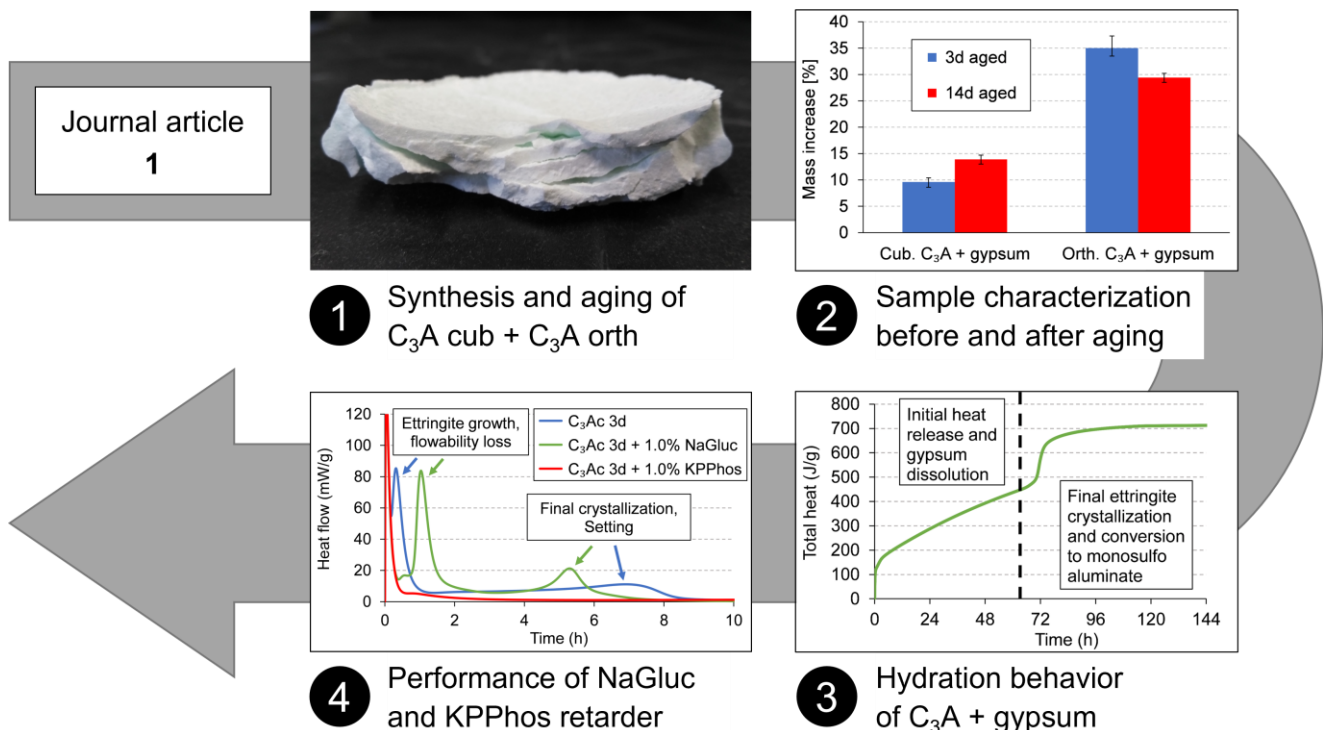 Journal article
1
1 Synthesis and aging of
C₃A cub + C₃A orth
Mass increase [%]
40
35
30
25
20
15
10
5
0
3d aged
14d aged
Cub. C₃A + gypsum
Orth. C₃A + gypsum
2 Sample characterization
before and after aging
Total heat (J/g)
800
700
600
500
400
300
200
100
0
Initial heat
release and
gypsum
dissolution
Final ettringite
crystallization
and conversion
to monosulfo
aluminate
0 24 48 72 96 120 144
Time (h)
3 Hydration behavior
of C₃A + gypsum
Heat flow (mW/g)
120
100
80
60
40
20
0
Ettringite growth,
flowability loss
C₃Ac 3d
C₃Ac 3d + 1.0% NaGluc
C₃Ac 3d + 1.0% KPPhos
Final crystallization,
Setting
0 2 4 6 8 10
Time (h)
4 Performance of NaGluc
and KPPhos retarder